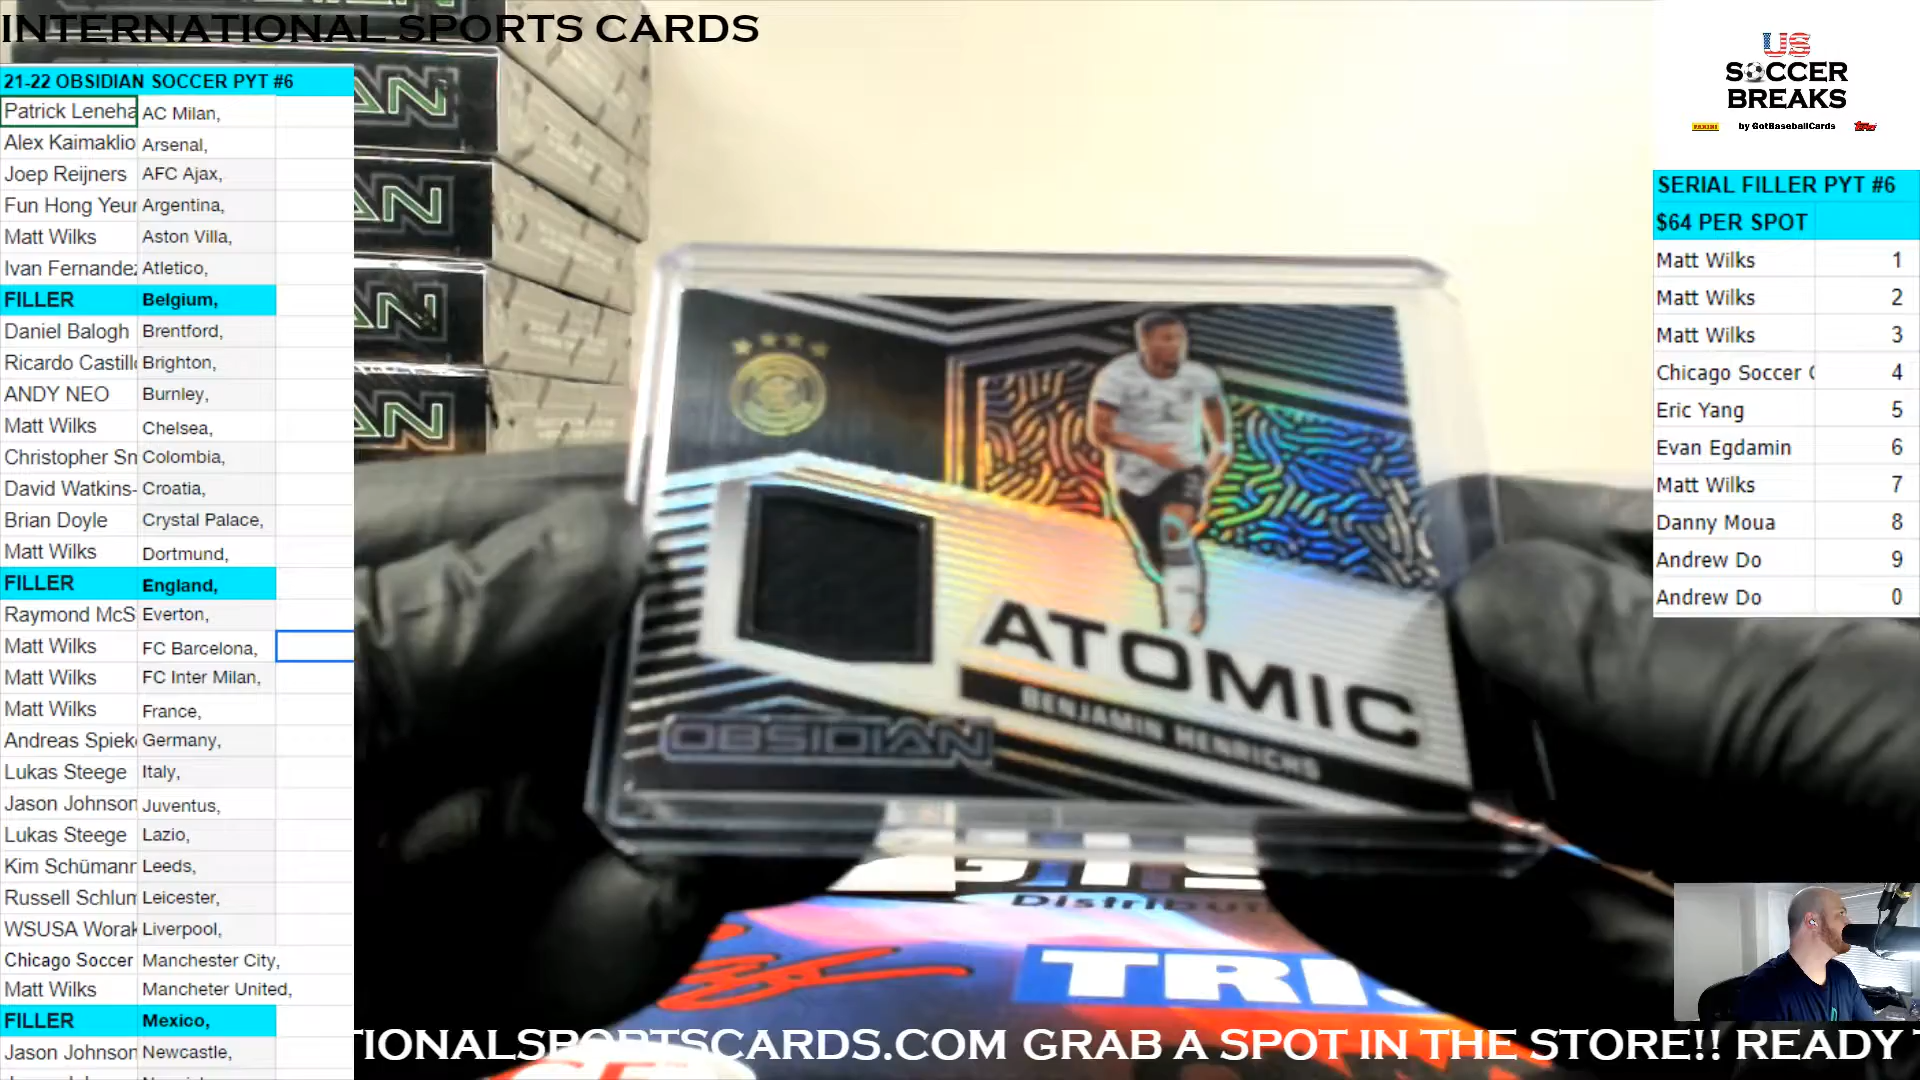 INTERNATIONAL SPORTS CARDS
21-22 OBSIDIAN SOCCER PYT #6
Patrick Leneha AC Milan,
Alex Kaimaklio Arsenal,
Joep Reijners AFC Ajax,
Fun Hong Yeur Argentina,
Matt Wilks Aston Villa,
Ivan Fernandez Atletico,
FILLER Belgium,
Daniel Balogh Brentford,
Ricardo Castill Brighton,
ANDY NEO Burnley,
Matt Wilks Chelsea,
Christopher Sn Colombia,
David Watkins- Croatia,
Brian Doyle Crystal Palace,
Matt Wilks Dortmund,
FILLER England,
Raymond McS Everton,
Matt Wilks FC Barcelona,
Matt Wilks FC Inter Milan,
Matt Wilks France,
Andreas Spiek Germany,
Lukas Steege Italy,
Jason Johnson Juventus,
Lukas Steege Lazio,
Kim Schümann Leeds,
Russell Schlum Leicester,
WSUSA Worak Liverpool,
Chicago Soccer Manchester City,
Matt Wilks Mancheter United,
FILLER Mexico,
Jason Johnson Newcastle,
ATOMIC
BENJAMIN HENRICHS
OBSIDIAN
GTS
Distribu
TRIS
US
SOCCER
BREAKS
PANINI by GotBaseballCards Topps
SERIAL FILLER PYT #6
$64 PER SPOT
Matt Wilks 1
Matt Wilks 2
Matt Wilks 3
Chicago Soccer C 4
Eric Yang 5
Evan Egdamin 6
Matt Wilks 7
Danny Moua 8
Andrew Do 9
Andrew Do 0
TIONALSPORTSCARDS.COM GRAB A SPOT IN THE STORE!! READY T